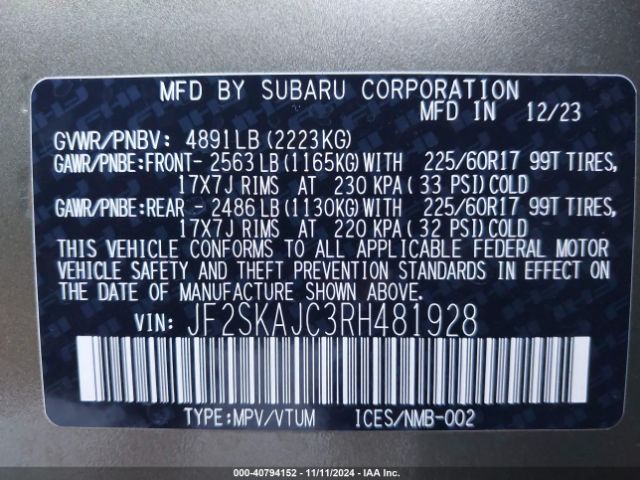 MFD BY SUBARU CORPORATION
MFD IN 12/23
GVWR/PNBV: 4891LB (2223KG)
GAWR/PNBE:FRONT- 2563LB(1165KG)WITH 225/60R17 99T TIRES,
17X7J RIMS AT 230 KPA( 33 PSI)COLD
GAWR/PNBE:REAR - 2486LB(1130KG)WITH 225/60R17 99T TIRES,
17X7J RIMS AT 220 KPA( 32 PSI)COLD
THIS VEHICLE CONFORMS TO ALL APPLICABLE FEDERAL MOTOR
VEHICLE SAFETY AND THEFT PREVENTION STANDARDS IN EFFECT ON
THE DATE OF MANUFACTURE SHOWN ABOVE.
VIN: JF2SKAJC3RH481928
TYPE:MPV/VTUM ICES/NMB-002
000-40794152 - 11/11/2024 - IAA Inc.